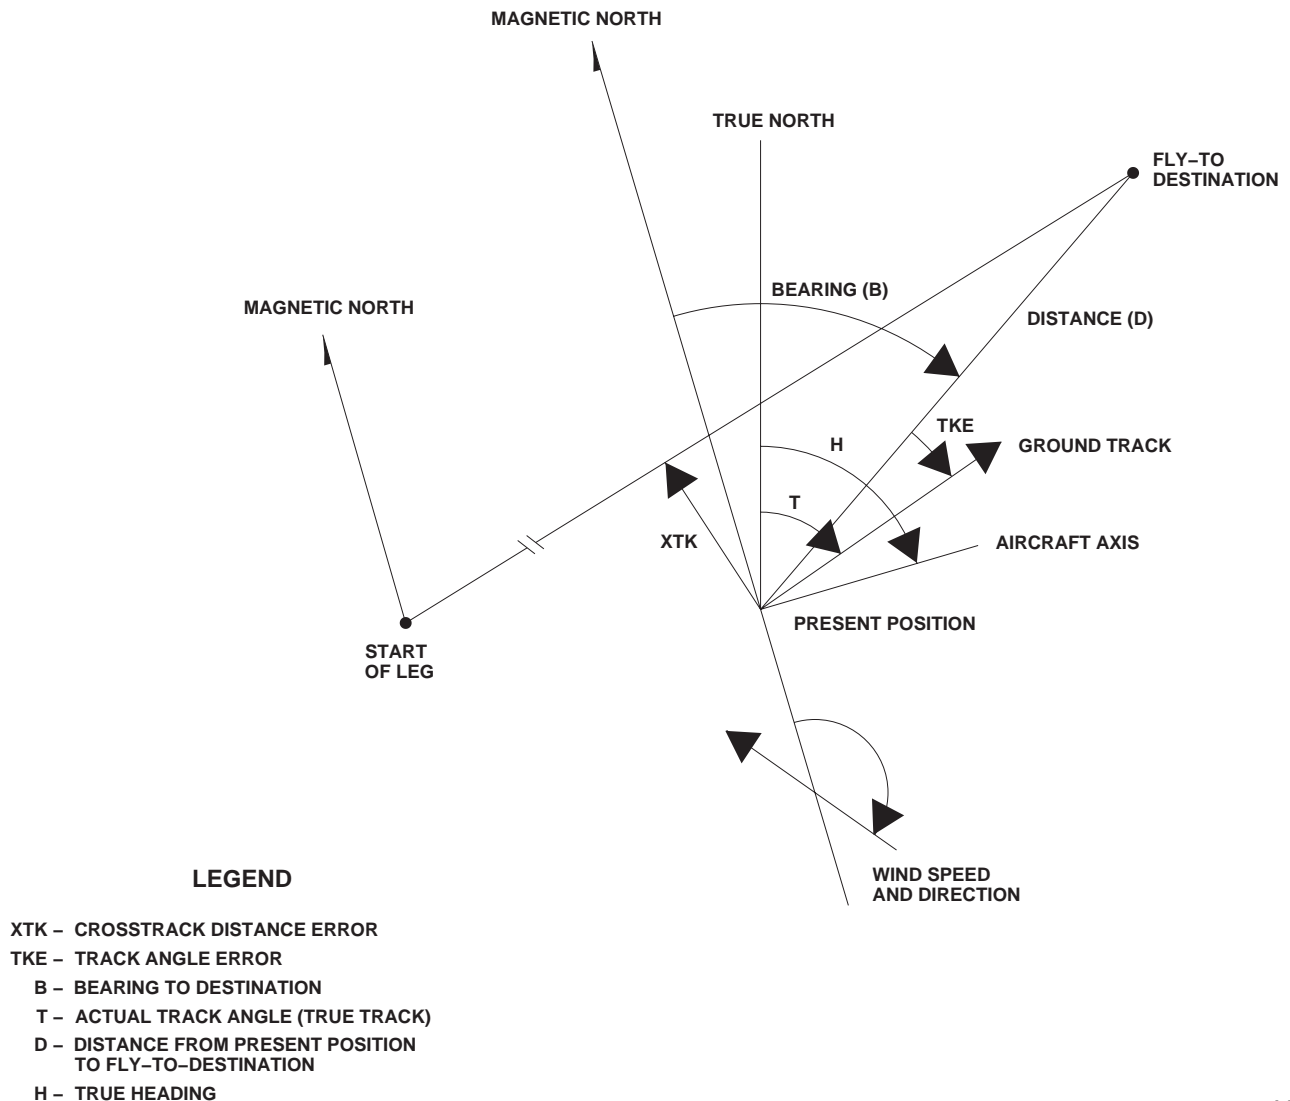 MAGNETIC NORTH
TRUE NORTH
FLY–TO
DESTINATION
BEARING (B)
MAGNETIC NORTH
DISTANCE (D)
TKE
H
GROUND TRACK
T
XTK
AIRCRAFT AXIS
PRESENT POSITION
START
OF LEG
WIND SPEED
AND DIRECTION
LEGEND
XTK – CROSSTRACK DISTANCE ERROR
TKE – TRACK ANGLE ERROR
B – BEARING TO DESTINATION
T – ACTUAL TRACK ANGLE (TRUE TRACK)
D – DISTANCE FROM PRESENT POSITION
TO FLY–TO–DESTINATION
H – TRUE HEADING